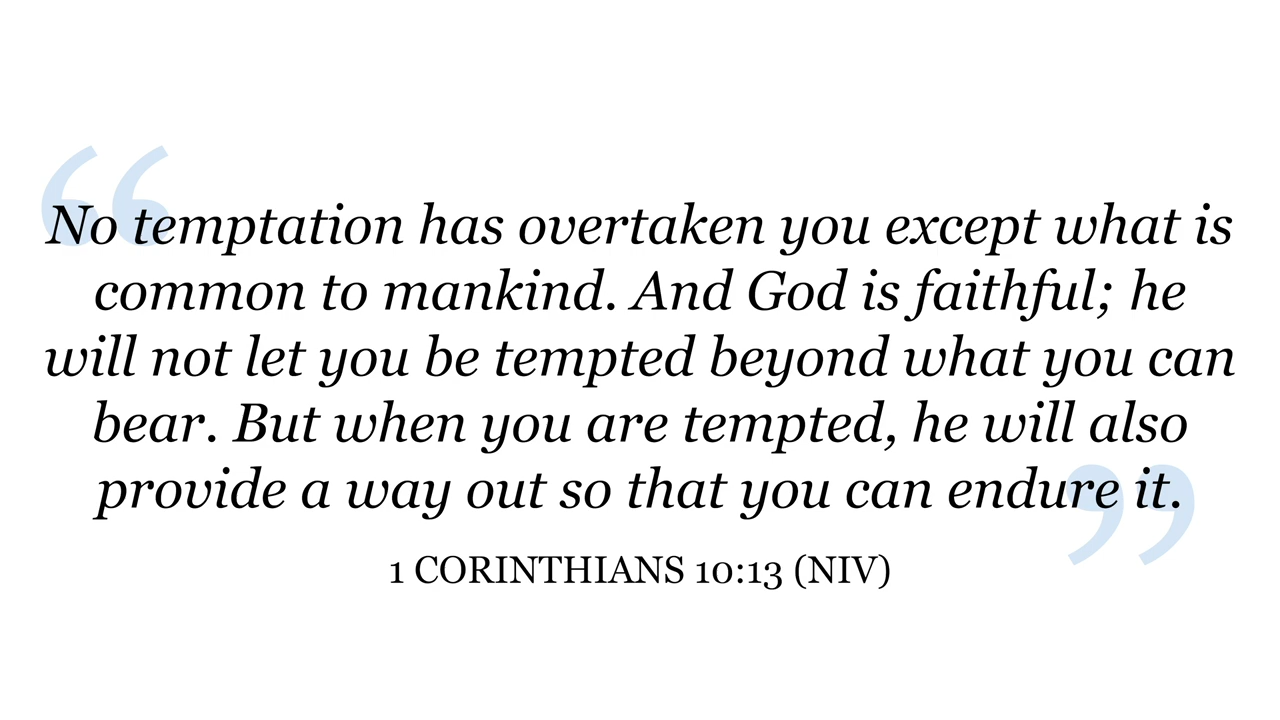 “No temptation has overtaken you except what is
common to mankind. And God is faithful; he
will not let you be tempted beyond what you can
bear. But when you are tempted, he will also
provide a way out so that you can endure it.”
1 CORINTHIANS 10:13 (NIV)